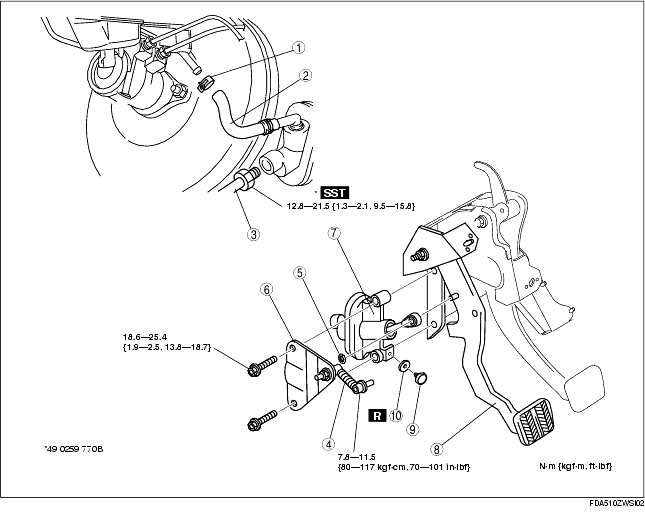 1
2
* SST
12.8—21.5 {1.3—2.1, 9.5—15.8}
3
7
5
6
18.6—25.4
{1.9—2.5, 13.8—18.7}
R
10
9
4
8
*49 0259 770B
7.8—11.5
{80—117 kgf·cm, 70—101 in·lbf}
N·m {kgf·m, ft·lbf}
FDA510ZWSI02